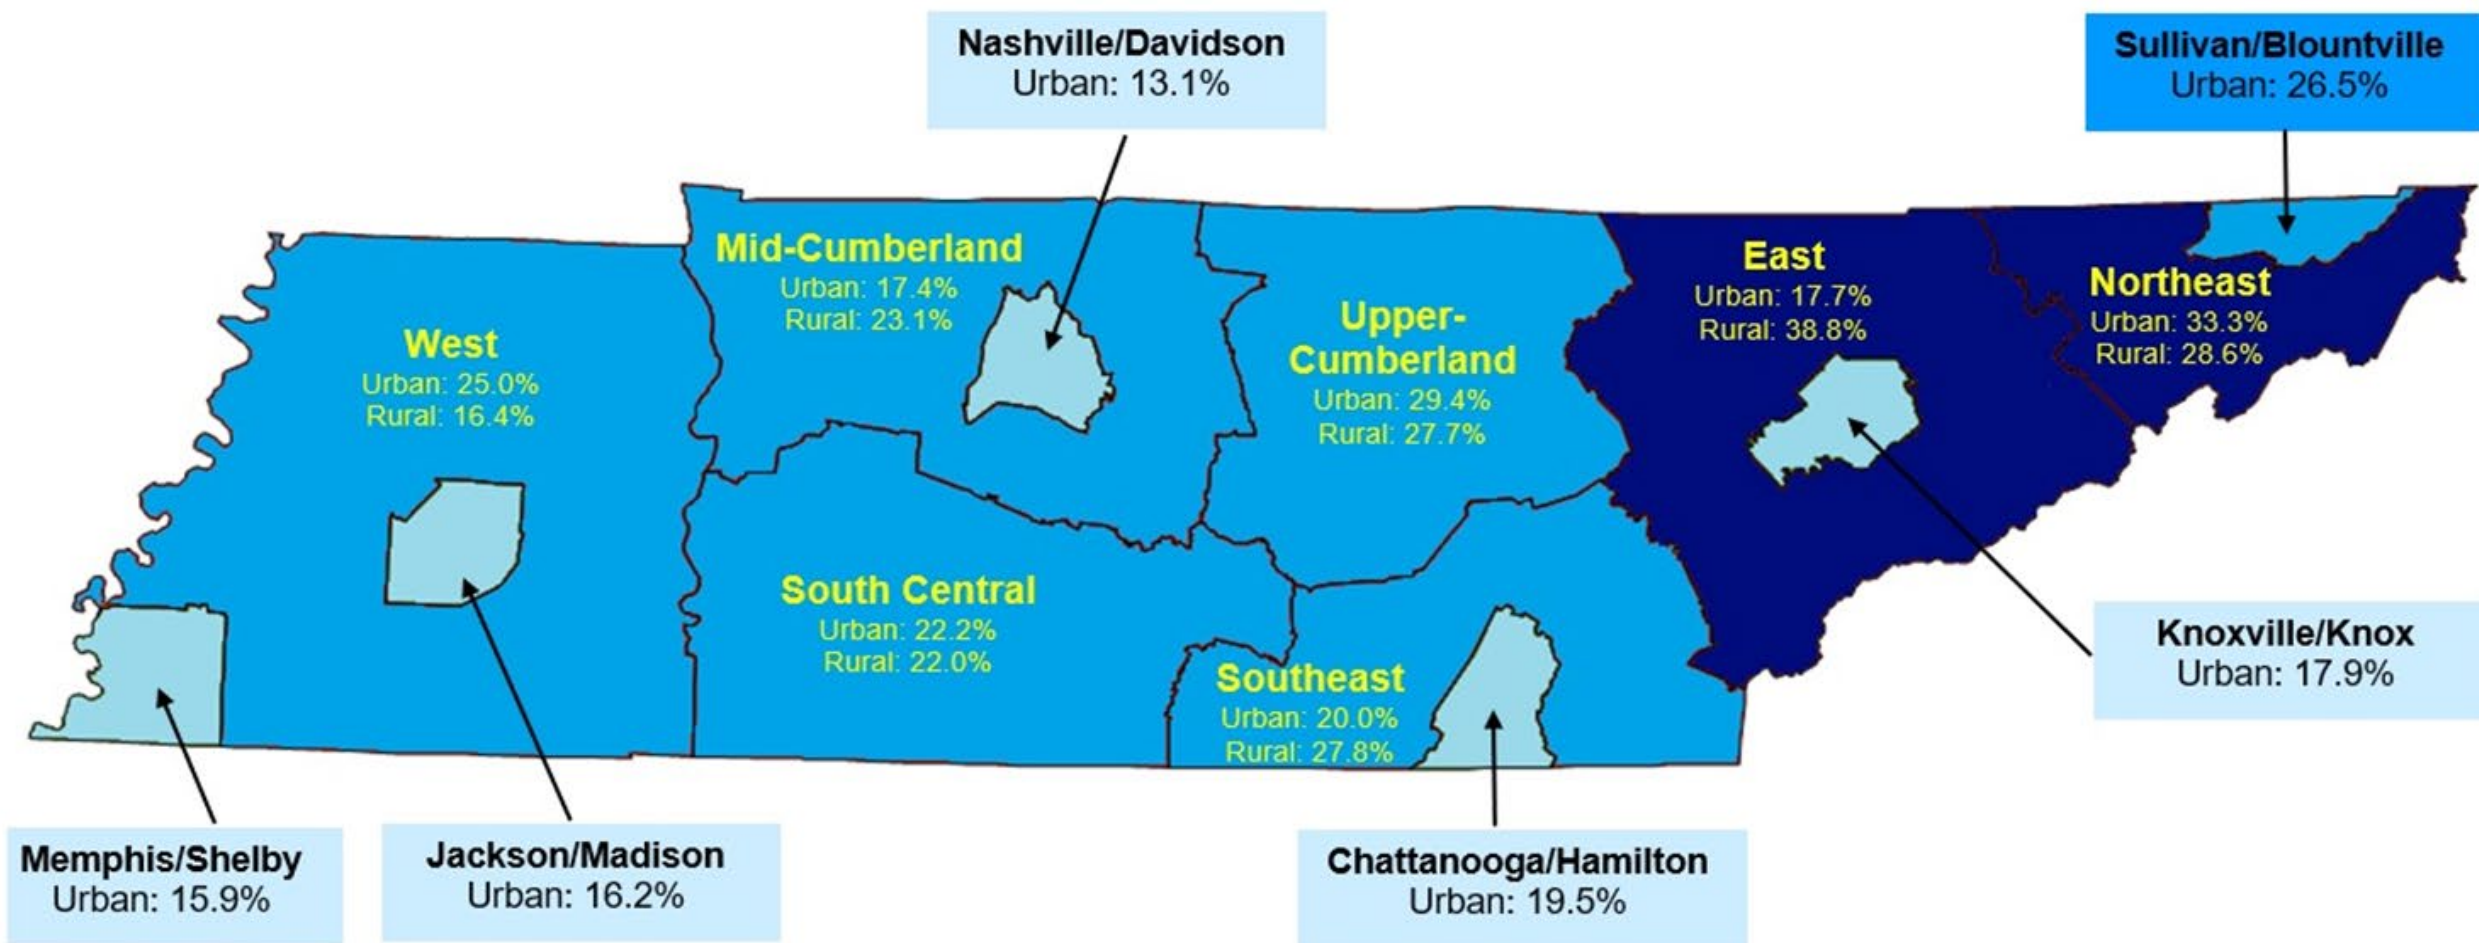 Nashville/Davidson
Urban: 13.1%
Sullivan/Blountville
Urban: 26.5%
Mid-Cumberland
Urban: 17.4%
Rural: 23.1%
East
Urban: 17.7%
Rural: 38.8%
Northeast
Urban: 33.3%
Rural: 28.6%
West
Urban: 25.0%
Rural: 16.4%
Upper-
Cumberland
Urban: 29.4%
Rural: 27.7%
South Central
Urban: 22.2%
Rural: 22.0%
Southeast
Urban: 20.0%
Rural: 27.8%
Knoxville/Knox
Urban: 17.9%
Memphis/Shelby
Urban: 15.9%
Jackson/Madison
Urban: 16.2%
Chattanooga/Hamilton
Urban: 19.5%